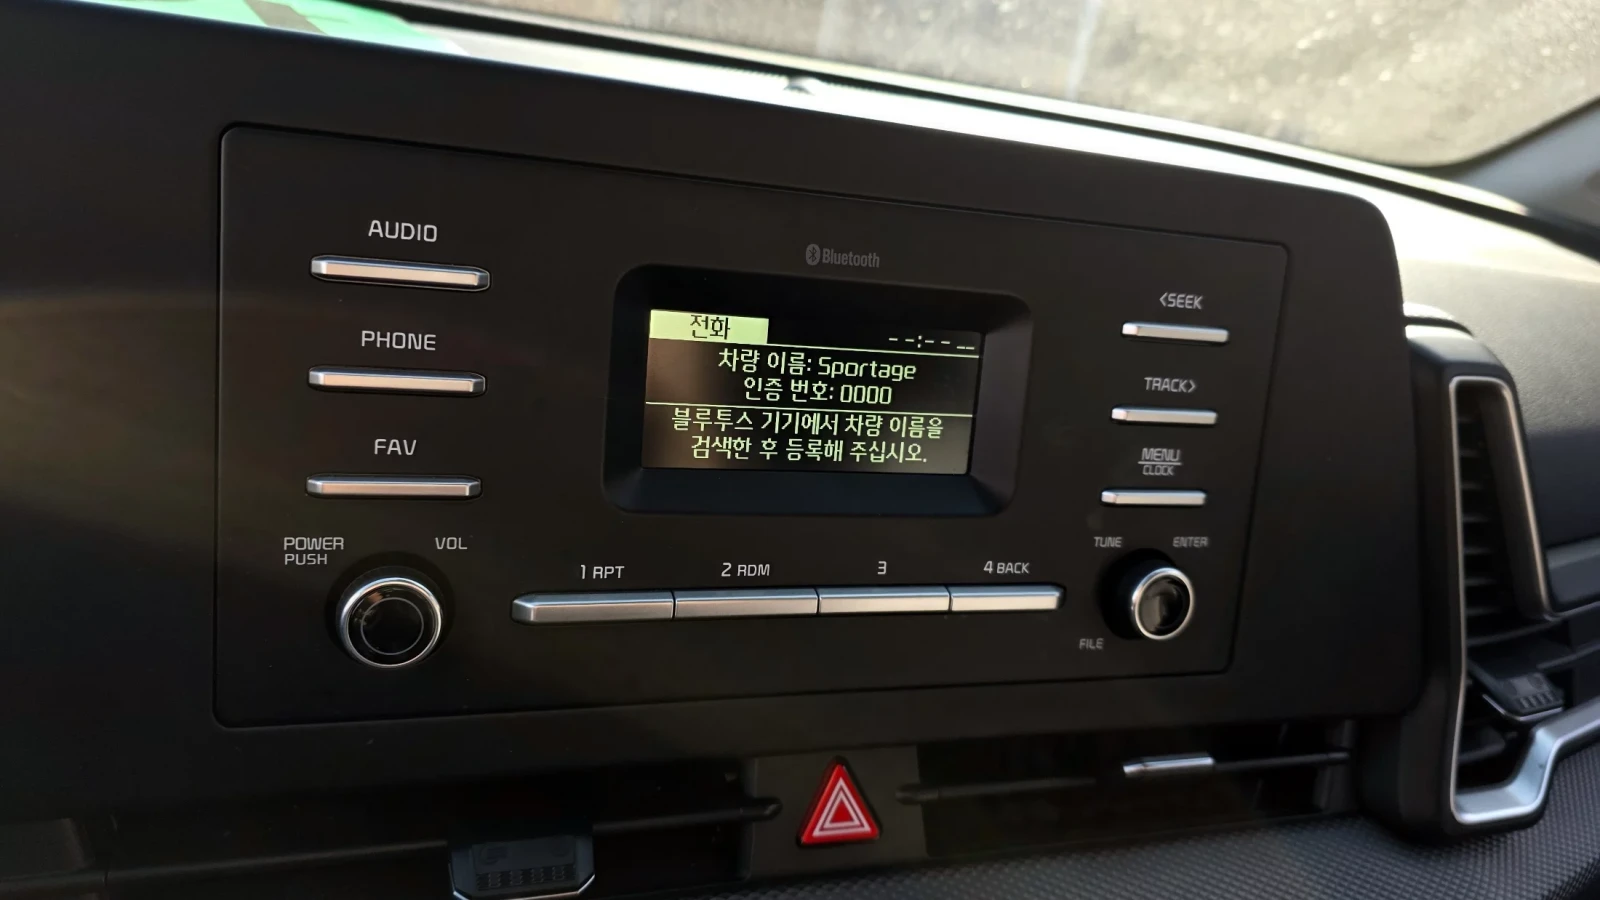 AUDIO
PHONE
FAV
POWER
PUSH
VOL
Bluetooth
전화
--:-- __
차량 이름: Sportage
인증 번호: 0000
블루투스 기기에서 차량 이름을
검색한 후 등록해 주십시오.
1 RPT
2 RDM
3
4 BACK
<SEEK
TRACK>
MENU
CLOCK
TUNE
ENTER
FILE